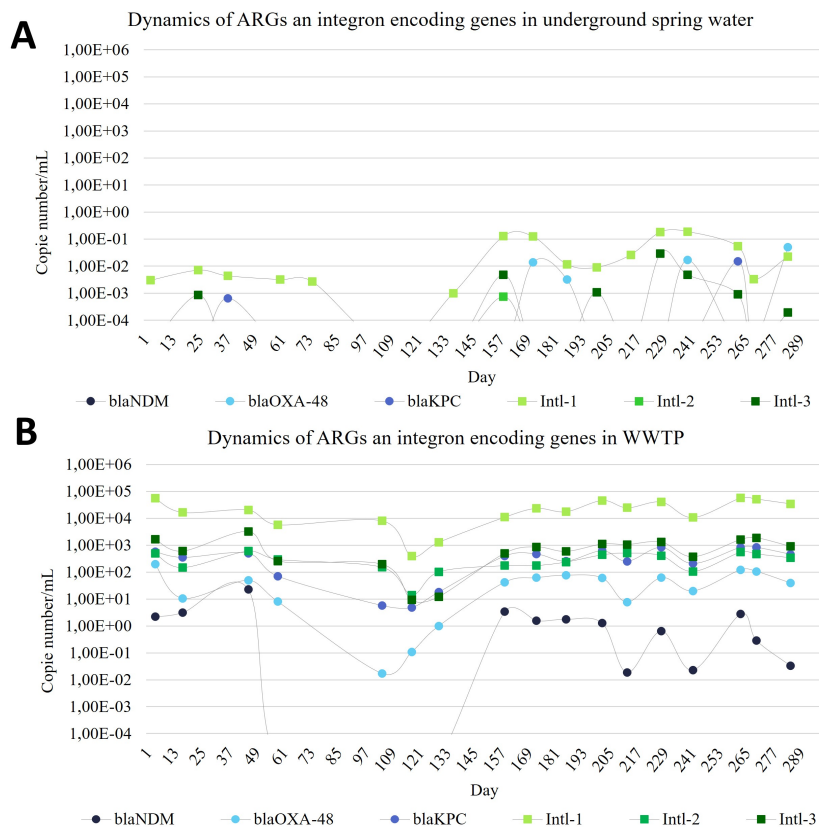 A
Dynamics of ARGs an integron encoding genes in underground spring water
Copie number/mL
1,00E+06
1,00E+05
1,00E+04
1,00E+03
1,00E+02
1,00E+01
1,00E+00
1,00E-01
1,00E-02
1,00E-03
1,00E-04
1 13 25 37 49 61 73 85 97 109 121 133 145 157 169 181 193 205 217 229 241 253 265 277 289
Day
blaNDM blaOXA-48 blaKPC Intl-1 Intl-2 Intl-3
B
Dynamics of ARGs an integron encoding genes in WWTP
Copie number/mL
1,00E+06
1,00E+05
1,00E+04
1,00E+03
1,00E+02
1,00E+01
1,00E+00
1,00E-01
1,00E-02
1,00E-03
1,00E-04
1 13 25 37 49 61 73 85 97 109 121 133 145 157 169 181 193 205 217 229 241 253 265 277 289
Day
blaNDM blaOXA-48 blaKPC Intl-1 Intl-2 Intl-3